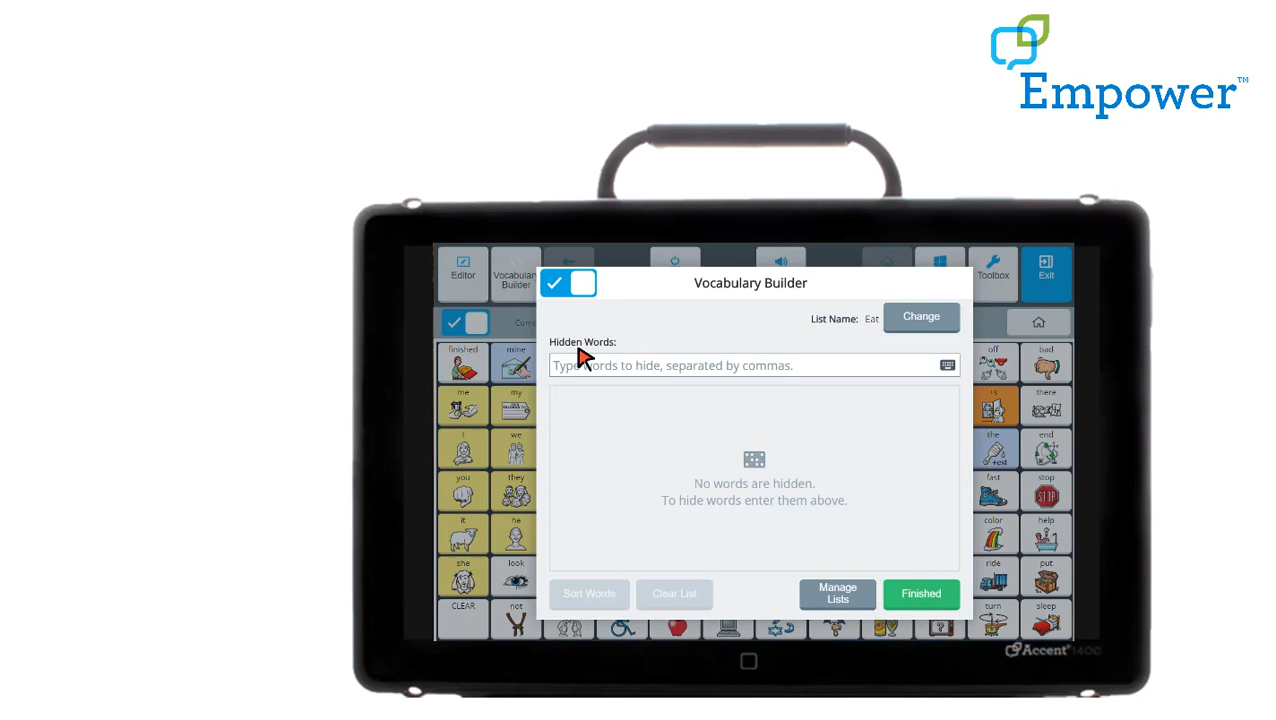 Empower™
Editor
Vocabulary
Builder
Toolbox
Exit
Vocabulary Builder
List Name: Eat
Change
Hidden Words:
Type words to hide, separated by commas.
No words are hidden.
To hide words enter them above.
Sort Words
Clear List
Manage
Lists
Finished
finished
mine
off
bad
me
my
is
there
I
we
the
+est
end
you
they
fast
stop
it
he
color
help
she
look
ride
put
CLEAR
not
turn
sleep
Accent® 1400